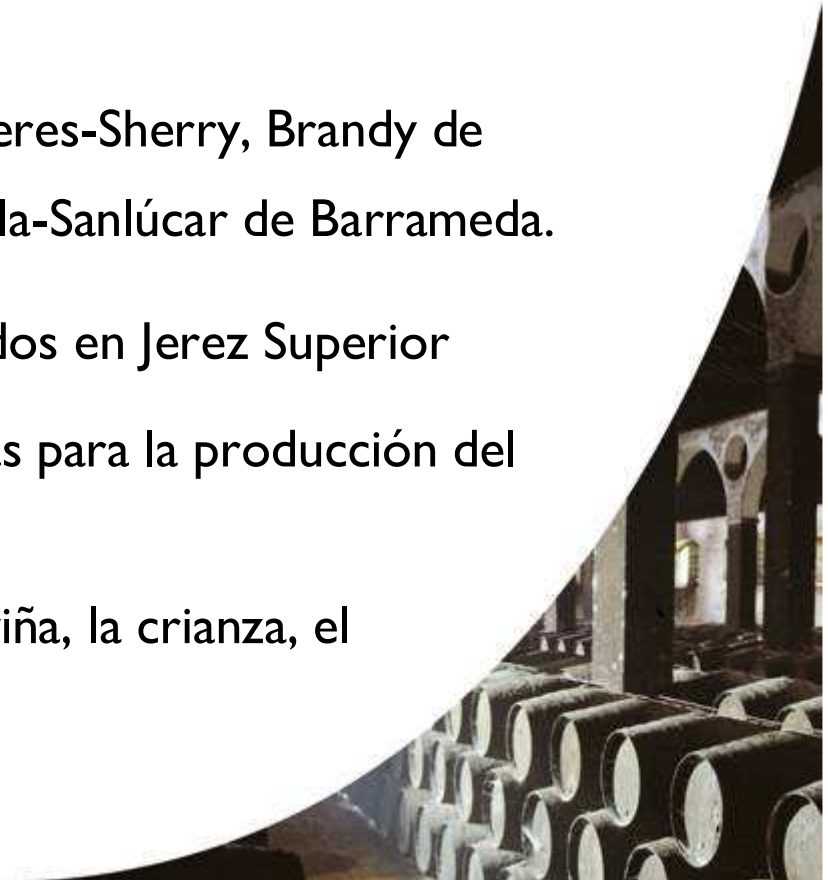 eres-Sherry, Brandy de
la-Sanlúcar de Barrameda.
dos en Jerez Superior
as para la producción del
iña, la crianza, el